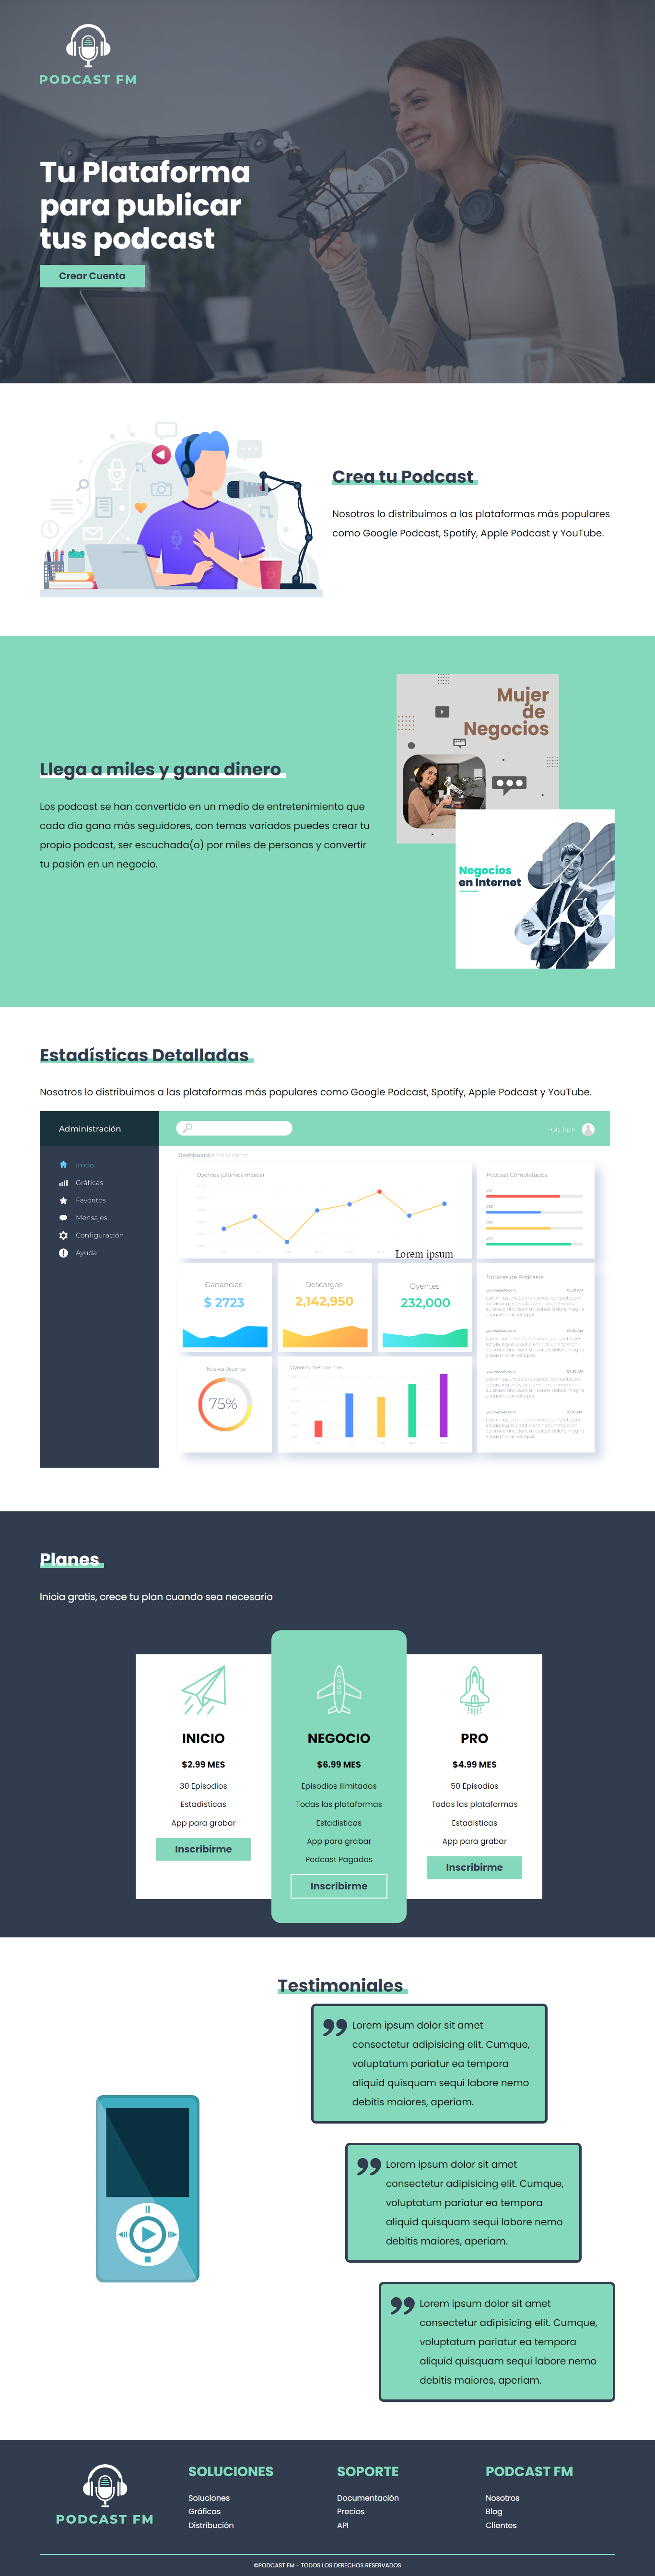 PODCAST FM
Tu Plataforma
para publicar
tus podcast
Crear Cuenta
Crea tu Podcast
Nosotros lo distribuimos a las plataformas más populares
como Google Podcast, Spotify, Apple Podcast y YouTube.
Mujer
de
Negocios
Llega a miles y gana dinero
Los podcast se han convertido en un medio de entretenimiento que
cada día gana más seguidores, con temas variados puedes crear tu
propio podcast, ser escuchada(o) por miles de personas y convertir
tu pasión en un negocio.
Negocios
en Internet
Estadísticas Detalladas
Nosotros lo distribuimos a las plataformas más populares como Google Podcast, Spotify, Apple Podcast y YouTube.
Administración
Inicio
Gráficas
Favoritos
Mensajes
Configuración
Ayuda
Dashboard > Estadísticas
Oyentes (últimos meses)
Lorem ipsum
Podcast Completados
Ganancias
$ 2723
Descargas
2,142,950
Oyentes
232,000
Noticias de Podcasts
Nuevos Usuarios
75%
Oyentes mes con mes
Planes
Inicia gratis, crece tu plan cuando sea necesario
INICIO
$2.99 MES
30 Episodios
Estadísticas
App para grabar
Inscribirme
NEGOCIO
$6.99 MES
Episodios Ilimitados
Todas las plataformas
Estadisticas
App para grabar
Podcast Pagados
Inscribirme
PRO
$4.99 MES
50 Episodios
Todas las plataformas
Estadísticas
App para grabar
Inscribirme
Testimoniales
Lorem ipsum dolor sit amet
consectetur adipisicing elit. Cumque,
voluptatum pariatur ea tempora
aliquid quisquam sequi labore nemo
debitis maiores, aperiam.
Lorem ipsum dolor sit amet
consectetur adipisicing elit. Cumque,
voluptatum pariatur ea tempora
aliquid quisquam sequi labore nemo
debitis maiores, aperiam.
Lorem ipsum dolor sit amet
consectetur adipisicing elit. Cumque,
voluptatum pariatur ea tempora
aliquid quisquam sequi labore nemo
debitis maiores, aperiam.
PODCAST FM
SOLUCIONES
Soluciones
Gráficas
Distribución
SOPORTE
Documentación
Precios
API
PODCAST FM
Nosotros
Blog
Clientes
©PODCAST FM - TODOS LOS DERECHOS RESERVADOS